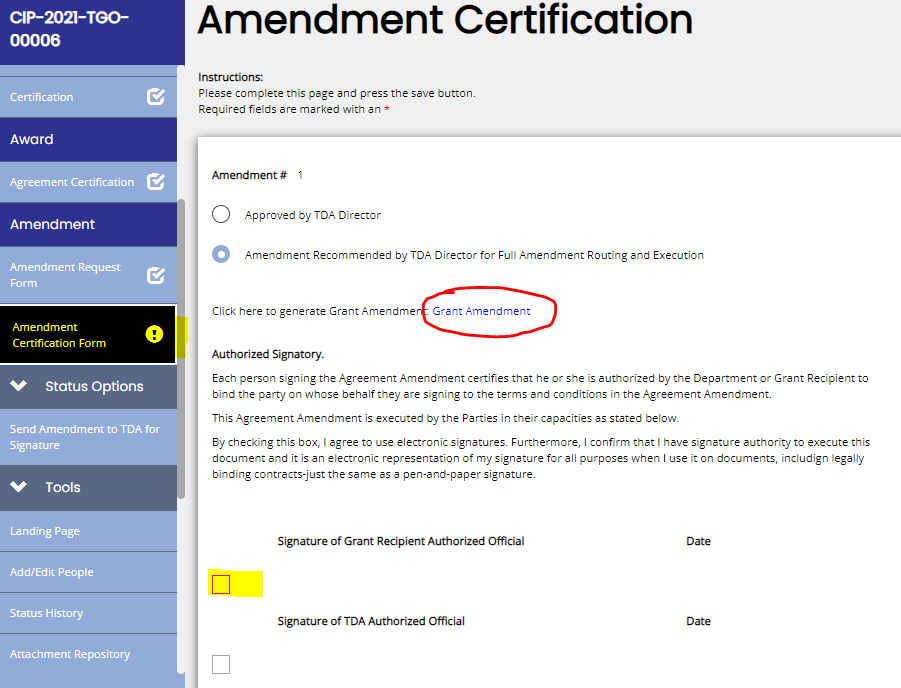 CIP-2021-TGO-
00006
Certification
Award
Agreement Certification
Amendment
Amendment Request
Form
Amendment
Certification Form
Status Options
Send Amendment to TDA for
Signature
Tools
Landing Page
Add/Edit People
Status History
Attachment Repository
Amendment Certification
Instructions:
Please complete this page and press the save button.
Required fields are marked with an *
Amendment # 1
Approved by TDA Director
Amendment Recommended by TDA Director for Full Amendment Routing and Execution
Click here to generate Grant Amendment: Grant Amendment
Authorized Signatory.
Each person signing the Agreement Amendment certifies that he or she is authorized by the Department or Grant Recipient to
bind the party on whose behalf they are signing to the terms and conditions in the Agreement Amendment.
This Agreement Amendment is executed by the Parties in their capacities as stated below.
By checking this box, I agree to use electronic signatures. Furthermore, I confirm that I have signature authority to execute this
document and it is an electronic representation of my signature for all purposes when I use it on documents, includign legally
binding contracts-just the same as a pen-and-paper signature.
Signature of Grant Recipient Authorized Official Date
Signature of TDA Authorized Official Date